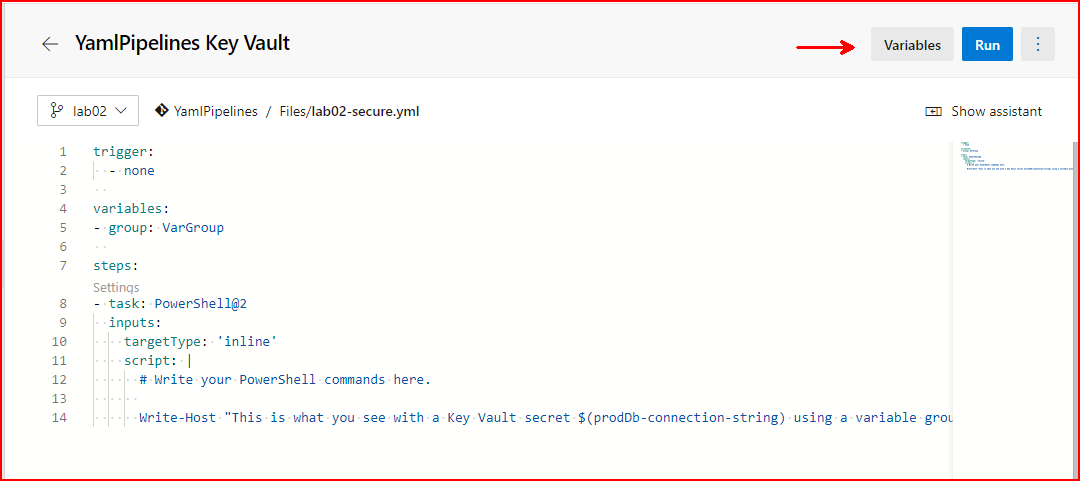 YamlPipelines Key Vault
Variables
Run
lab02
YamlPipelines / Files/lab02-secure.yml
Show assistant
1 trigger:
2 - none
3
4 variables:
5 - group: VarGroup
6
7 steps:
Settings
8 - task: PowerShell@2
9 inputs:
10 targetType: 'inline'
11 script: |
12 # Write your PowerShell commands here.
13
14 Write-Host "This is what you see with a Key Vault secret $(prodDb-connection-string) using a variable grou